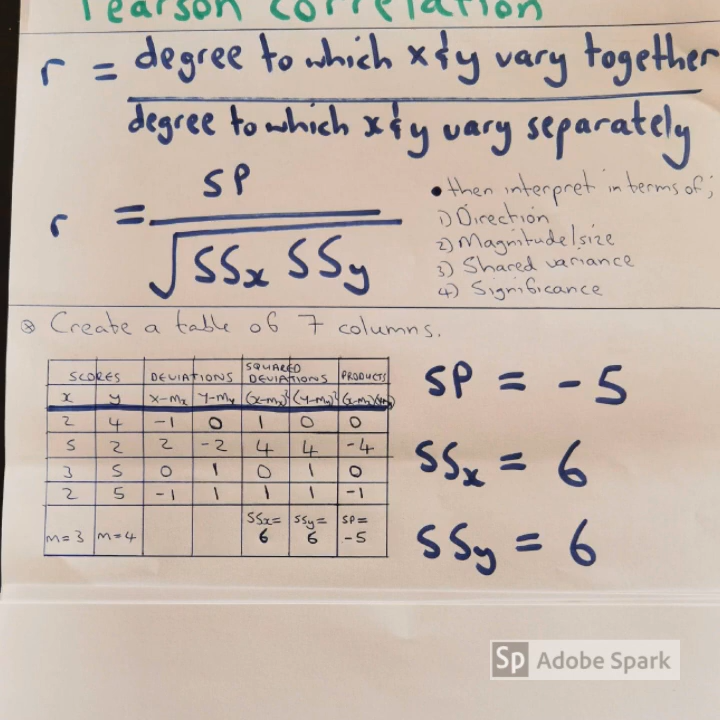 Pearson correlation
r = degree to which x & y vary together
degree to which x & y vary separately
r = SP
√SSx SSy
• then interpret in terms of;
1) Direction
2) Magnitude/size
3) Shared variance
4) Significance
⊗ Create a table of 7 columns.
SCORES DEVIATIONS SQUARED DEVIATIONS PRODUCTS
x y x-mx y-my (x-mx)² (y-my)² (x-mx)(y-my)
2 4 -1 0 1 0 0
5 2 2 -2 4 4 -4
3 5 0 1 0 1 0
2 5 -1 1 1 1 -1
m=3 m=4 SSx= 6 SSy= 6 SP= -5
SP = -5
SSx = 6
SSy = 6
Sp Adobe Spark